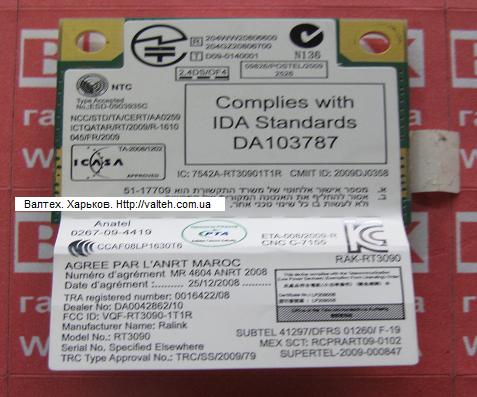 R 204WW20806600
204GZ20806700
T D09-0140001
2.4DS/OF4
N136
09826/POSTEL/2009
2526
NTC
Type Accepted
No.:ESD-0903935C
NCC/STD/TA/CERT/AA0259
ICTQATAR/RT/2009/R-1610
045/FR/2009
TA-2008/1202
ICASA
APPROVED
Complies with
IDA Standards
DA103787
IC: 7542A-RT30901T1R CMIIT ID: 2009DJ0358
51-17709
Валтех. Харьков. Http://valteh.com.ua
Anatel
0267-09-4419
CCAF08LP1630T6
PTA
ETA-008/2009-R
CNC C-7155
RAK-RT3090
AGREE PAR L'ANRT MAROC
Numéro d'agrément MR 4604 ANRT 2008
Date d'agrément : 25/12/2008
TRA registered number 0016422/08
Dealer No DA0042862/10
FCC ID: VQF-RT3090-1T1R
Manufacturer Name: Ralink
Model No.: RT3090
Serial No. Specified Elsewhere
TRC Type Approval No.: TRC/SS/2009/79
SUBTEL 41297/DFRS 01260/ F-19
MEX SCT: RCPRART09-0102
SUPERTEL-2009-000847